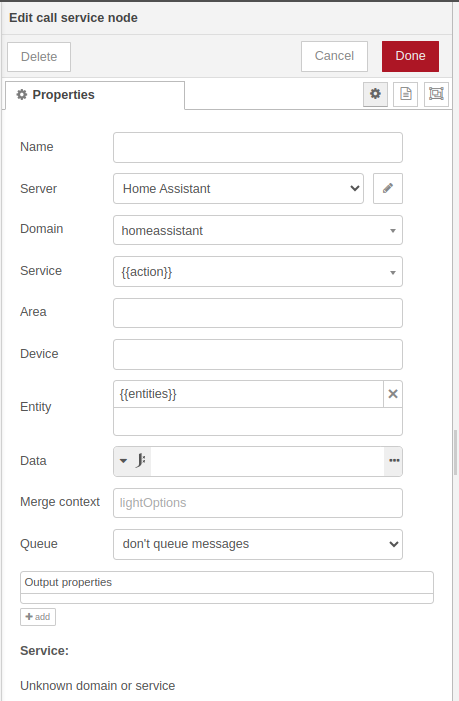 Edit call service node
Delete
Cancel
Done
Properties
Name
Server
Home Assistant
Domain
homeassistant
Service
{{action}}
Area
Device
Entity
{{entities}}
Data
Merge context
lightOptions
Queue
don't queue messages
Output properties
add
Service:
Unknown domain or service